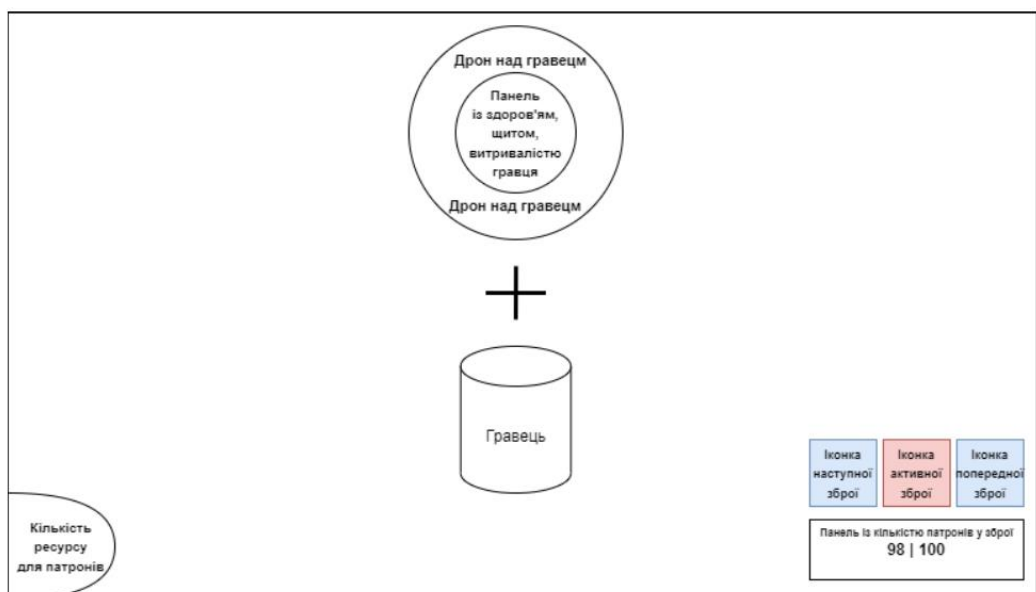 Дрон над гравецм
Панель
із здоров'ям,
щитом,
витривалістю
гравця
Дрон над гравецм
Гравець
Іконка
наступної
зброї
Іконка
активної
зброї
Іконка
попередної
зброї
Панель із кількістю патронів у зброї
98 | 100
Кількість
ресурсу
для патронів